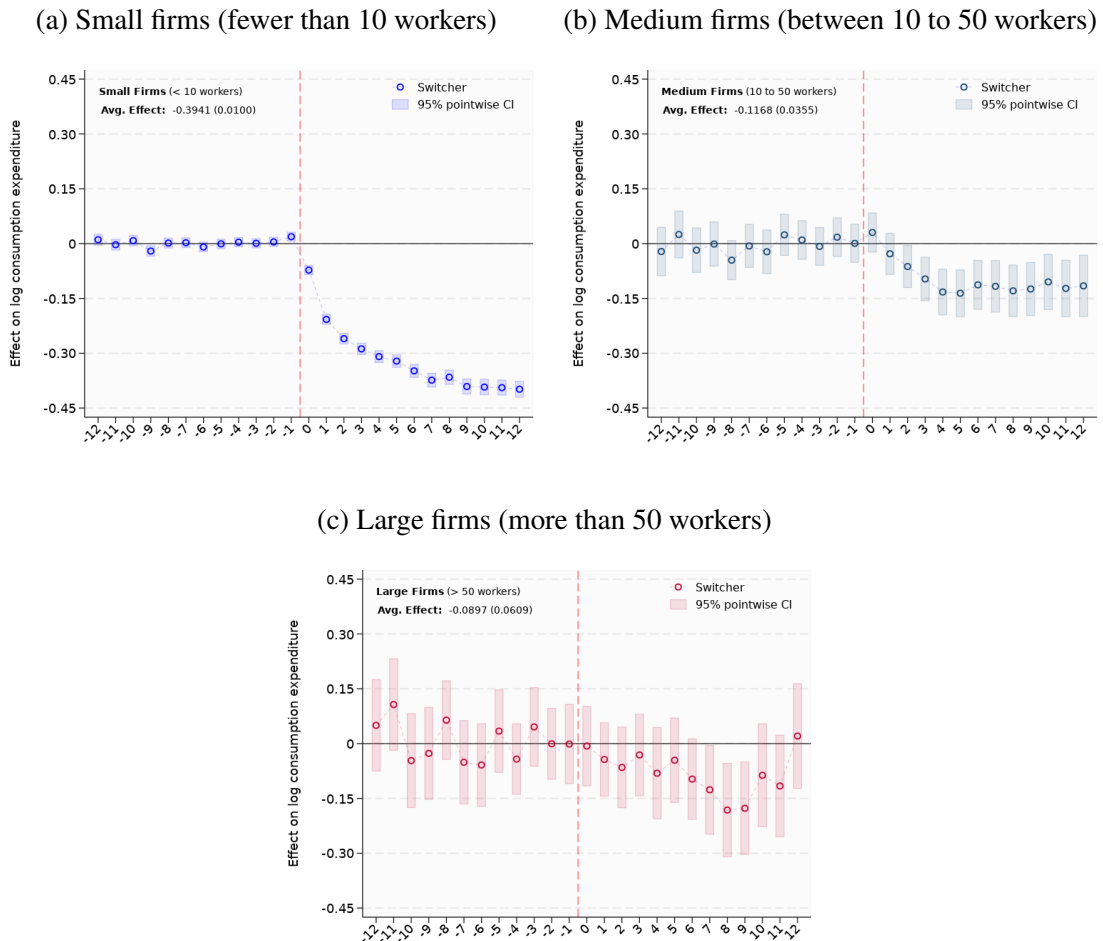 (a) Small firms (fewer than 10 workers)
(b) Medium firms (between 10 to 50 workers)
Effect on log consumption expenditure
0.45
0.30
0.15
0
-0.15
-0.30
-0.45
Small Firms (< 10 workers)
Avg. Effect: -0.3941 (0.0100)
Switcher
95% pointwise CI
-12 -11 -10 -9 -8 -7 -6 -5 -4 -3 -2 -1 0 1 2 3 4 5 6 7 8 9 10 11 12
Effect on log consumption expenditure
0.45
0.30
0.15
0
-0.15
-0.30
-0.45
Medium Firms (10 to 50 workers)
Avg. Effect: -0.1168 (0.0355)
Switcher
95% pointwise CI
-12 -11 -10 -9 -8 -7 -6 -5 -4 -3 -2 -1 0 1 2 3 4 5 6 7 8 9 10 11 12
(c) Large firms (more than 50 workers)
Effect on log consumption expenditure
0.45
0.30
0.15
0
-0.15
-0.30
-0.45
Large Firms (> 50 workers)
Avg. Effect: -0.0897 (0.0609)
Switcher
95% pointwise CI
-12 -11 -10 -9 -8 -7 -6 -5 -4 -3 -2 -1 0 1 2 3 4 5 6 7 8 9 10 11 12